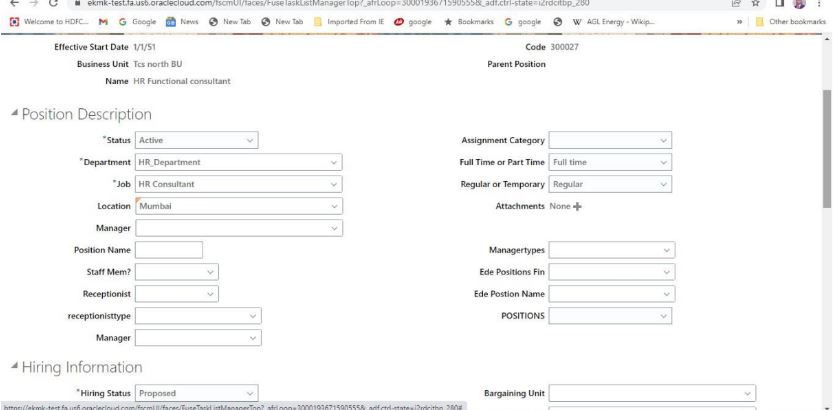 ekmk-test.fa.us6.oraclecloud.com/fscmUI/faces/FuseTaskListManagerTop?_afrLoop=30001936715905558&_adf.ctrl-state=i2rdcitbp_280
Welcome to HDFC... Google News New Tab New Tab Imported From IE google Bookmarks google W AGL Energy - Wikip... » Other bookmarks
Effective Start Date 1/1/51 Code 300027
Business Unit Tcs north BU Parent Position
Name HR Functional consultant
Position Description
*Status Active Assignment Category
*Department HR_Department Full Time or Part Time Full time
*Job HR Consultant Regular or Temporary Regular
Location Mumbai Attachments None
Manager
Position Name Managertypes
Staff Mem? Ede Positions Fin
Receptionist Ede Postion Name
receptionisttype POSITIONS
Manager
Hiring Information
*Hiring Status Proposed Bargaining Unit
https://ekmk-test.fa.us6.oraclecloud.com/fscmUI/faces/FuseTaskListManagerTop?_afrLoop=30001936715905558&_adf.ctrl-state=i2rdcitbp_280#